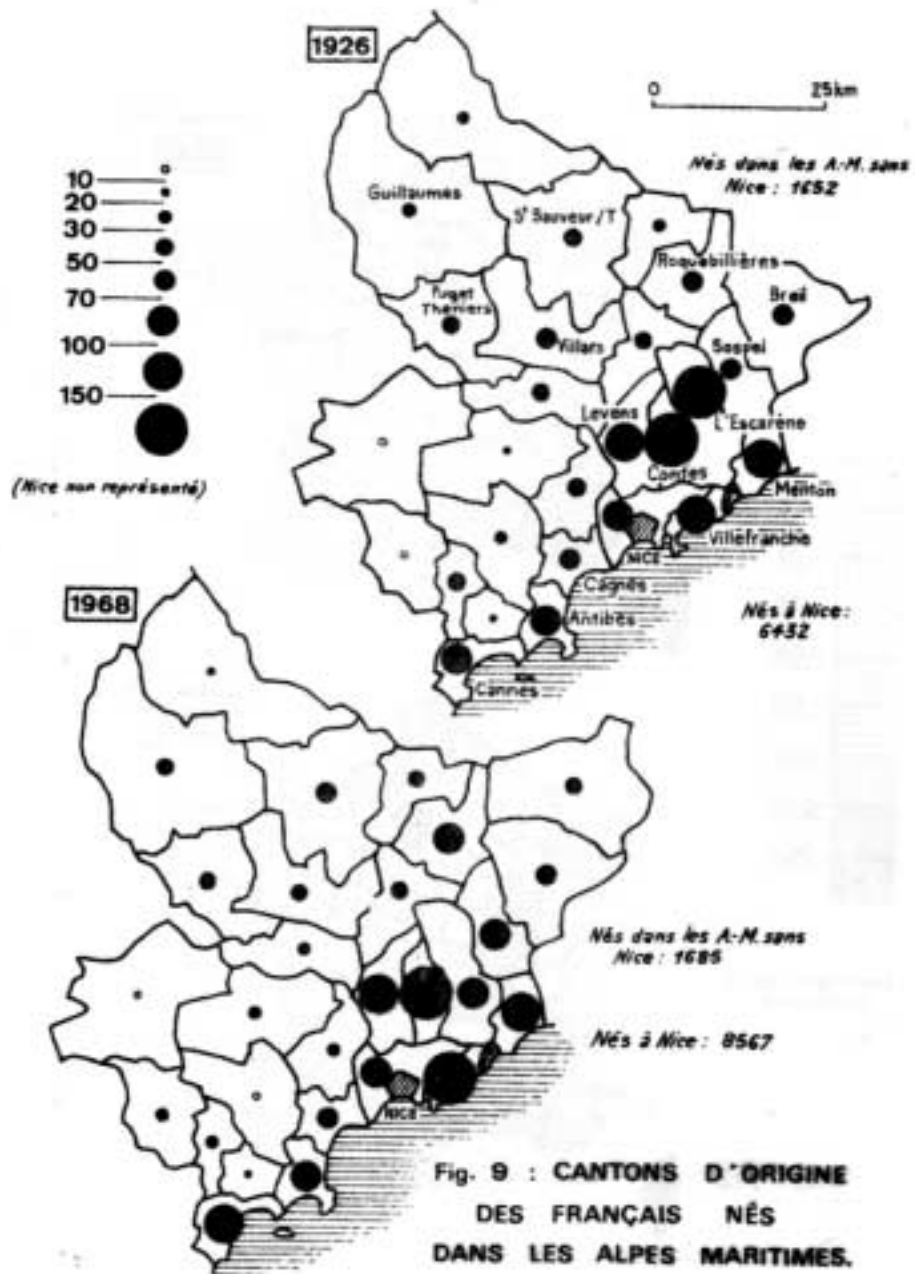 1926
0 25km
Nés dans les A.-M. sans
Nice : 1652
10
20
30
50
70
100
150
(Nice non représenté)
Guillaumes
St Sauveur/T
Roquebillières
Puget
Théniers
Breil
Villars
Sospel
Levens
L'Escarène
Contes
Menton
Villefranche
NICE
Cagnes
Antibes
Cannes
Nés à Nice :
6432
1968
Nés dans les A.-M. sans
Nice : 1685
Nés à Nice : 8567
NICE
Fig. 9 : CANTONS D'ORIGINE
DES FRANÇAIS NÉS
DANS LES ALPES MARITIMES.